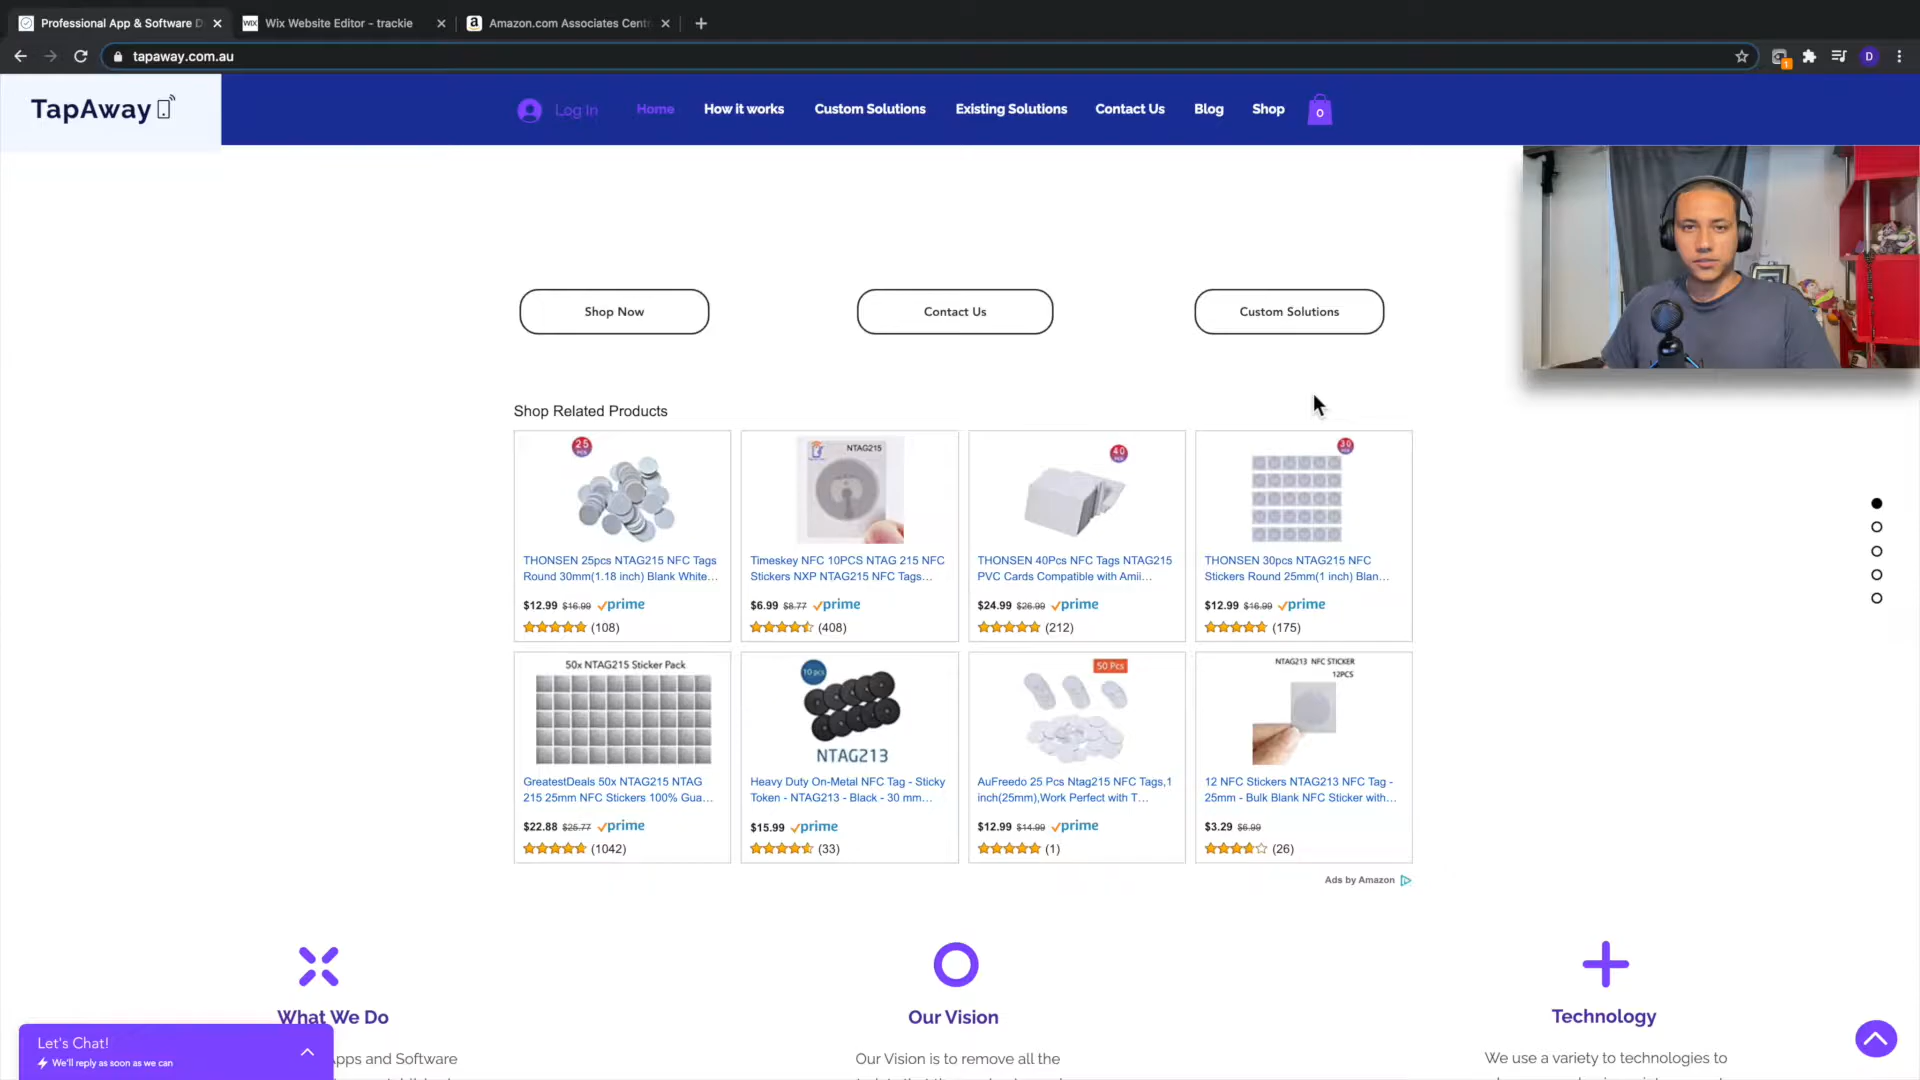 Professional App & Software D
Wix Website Editor - trackie
Amazon.com Associates Cent
tapaway.com.au
1
D
TapAway
Log In
Home
How it works
Custom Solutions
Existing Solutions
Contact Us
Blog
Shop
0
Shop Now
Contact Us
Custom Solutions
Shop Related Products
25
THONSEN 25pcs NTAG215 NFC Tags
Round 30mm(1.18 inch) Blank White...
$12.99 $16.99 prime
(108)
NTAG215
Timeskey NFC 10PCS NTAG 215 NFC
Stickers NXP NTAG215 NFC Tags...
$6.99 $8.77 prime
(408)
40
THONSEN 40Pcs NFC Tags NTAG215
PVC Cards Compatible with Amii...
$24.99 $26.99 prime
(212)
30
THONSEN 30pcs NTAG215 NFC
Stickers Round 25mm(1 inch) Blan...
$12.99 $16.99 prime
(175)
50x NTAG215 Sticker Pack
GreatestDeals 50x NTAG215 NTAG
215 25mm NFC Stickers 100% Gua...
$22.88 $25.77 prime
(1042)
10 pcs
NTAG213
Heavy Duty On-Metal NFC Tag - Sticky
Token - NTAG213 - Black - 30 mm...
$15.99 prime
(33)
50 Pcs
AuFreedo 25 Pcs Ntag215 NFC Tags,1
inch(25mm),Work Perfect with T...
$12.99 $14.99 prime
(1)
NTAG213 NFC STICKER
12PCS
12 NFC Stickers NTAG213 NFC Tag -
25mm - Bulk Blank NFC Sticker with...
$3.29 $6.99
(26)
Ads by Amazon
What We Do
Our Vision
Technology
pps and Software
Our Vision is to remove all the
We use a variety to technologies to
Let's Chat!
We'll reply as soon as we can